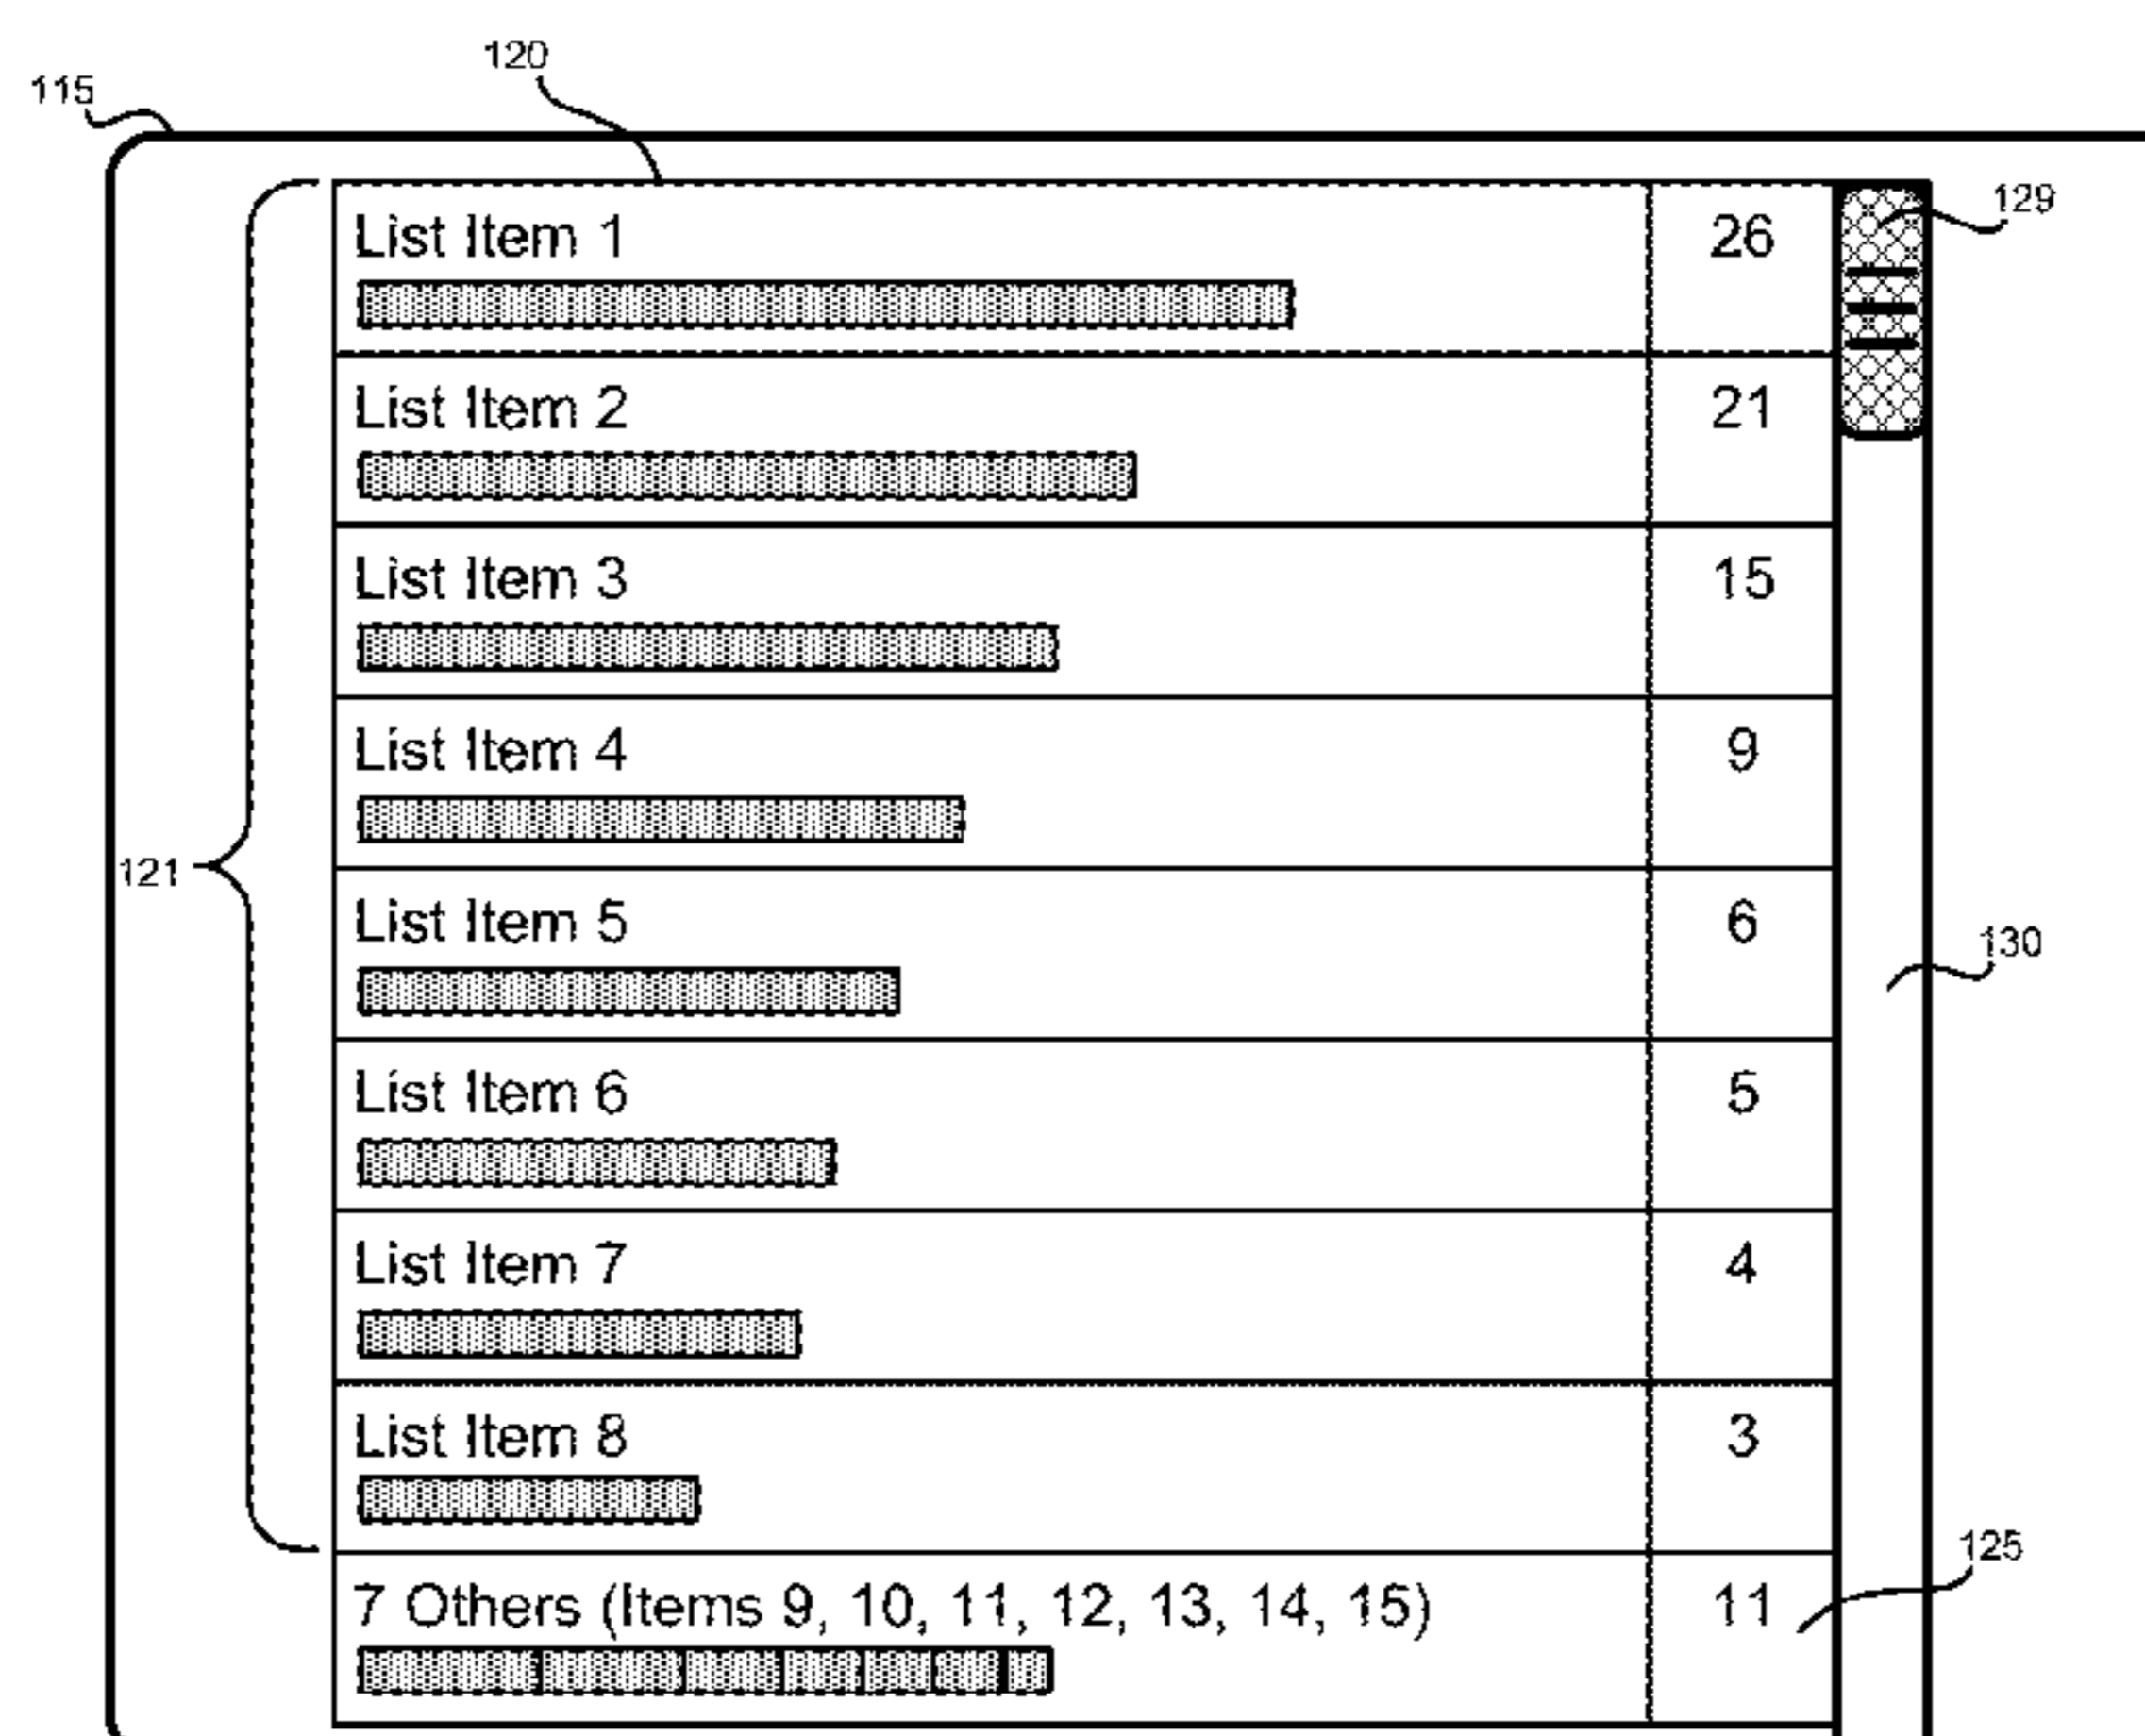 120
115
129
List Item 1 26
List Item 2 21
List Item 3 15
List Item 4 9
121
List Item 5 6
130
List Item 6 5
List Item 7 4
List Item 8 3
125
7 Others (Items 9, 10, 11, 12, 13, 14, 15) 11